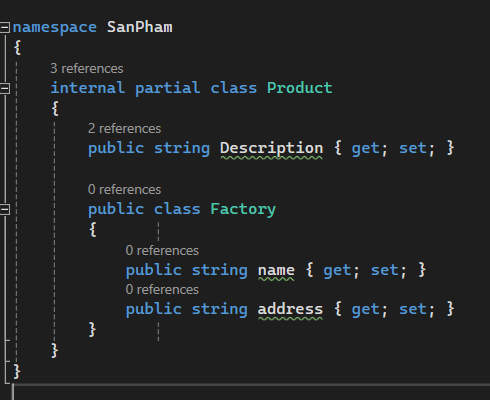 namespace SanPham
{
3 references
internal partial class Product
{
2 references
public string Description { get; set; }
0 references
public class Factory
{
0 references
public string name { get; set; }
0 references
public string address { get; set; }
}
}
}